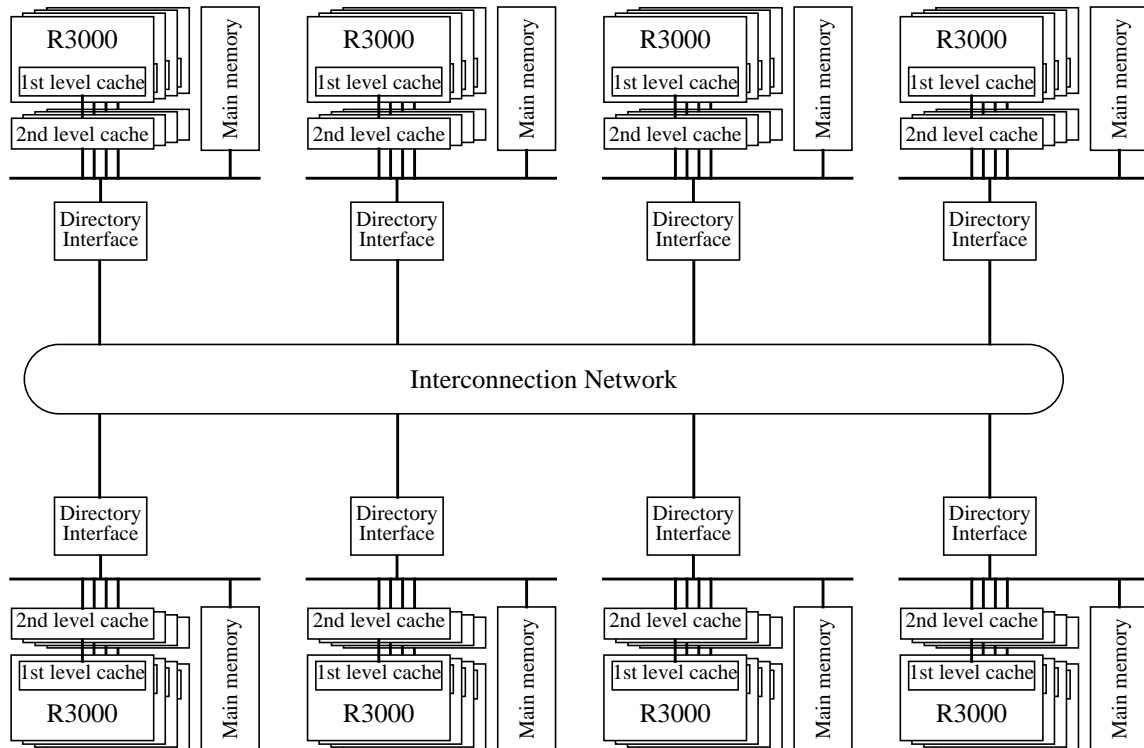 R3000
1st level cache
2nd level cache
Main memory
Directory
Interface
R3000
1st level cache
2nd level cache
Main memory
Directory
Interface
R3000
1st level cache
2nd level cache
Main memory
Directory
Interface
R3000
1st level cache
2nd level cache
Main memory
Directory
Interface
Interconnection Network
Directory
Interface
2nd level cache
1st level cache
R3000
Main memory
Directory
Interface
2nd level cache
1st level cache
R3000
Main memory
Directory
Interface
2nd level cache
1st level cache
R3000
Main memory
Directory
Interface
2nd level cache
1st level cache
R3000
Main memory